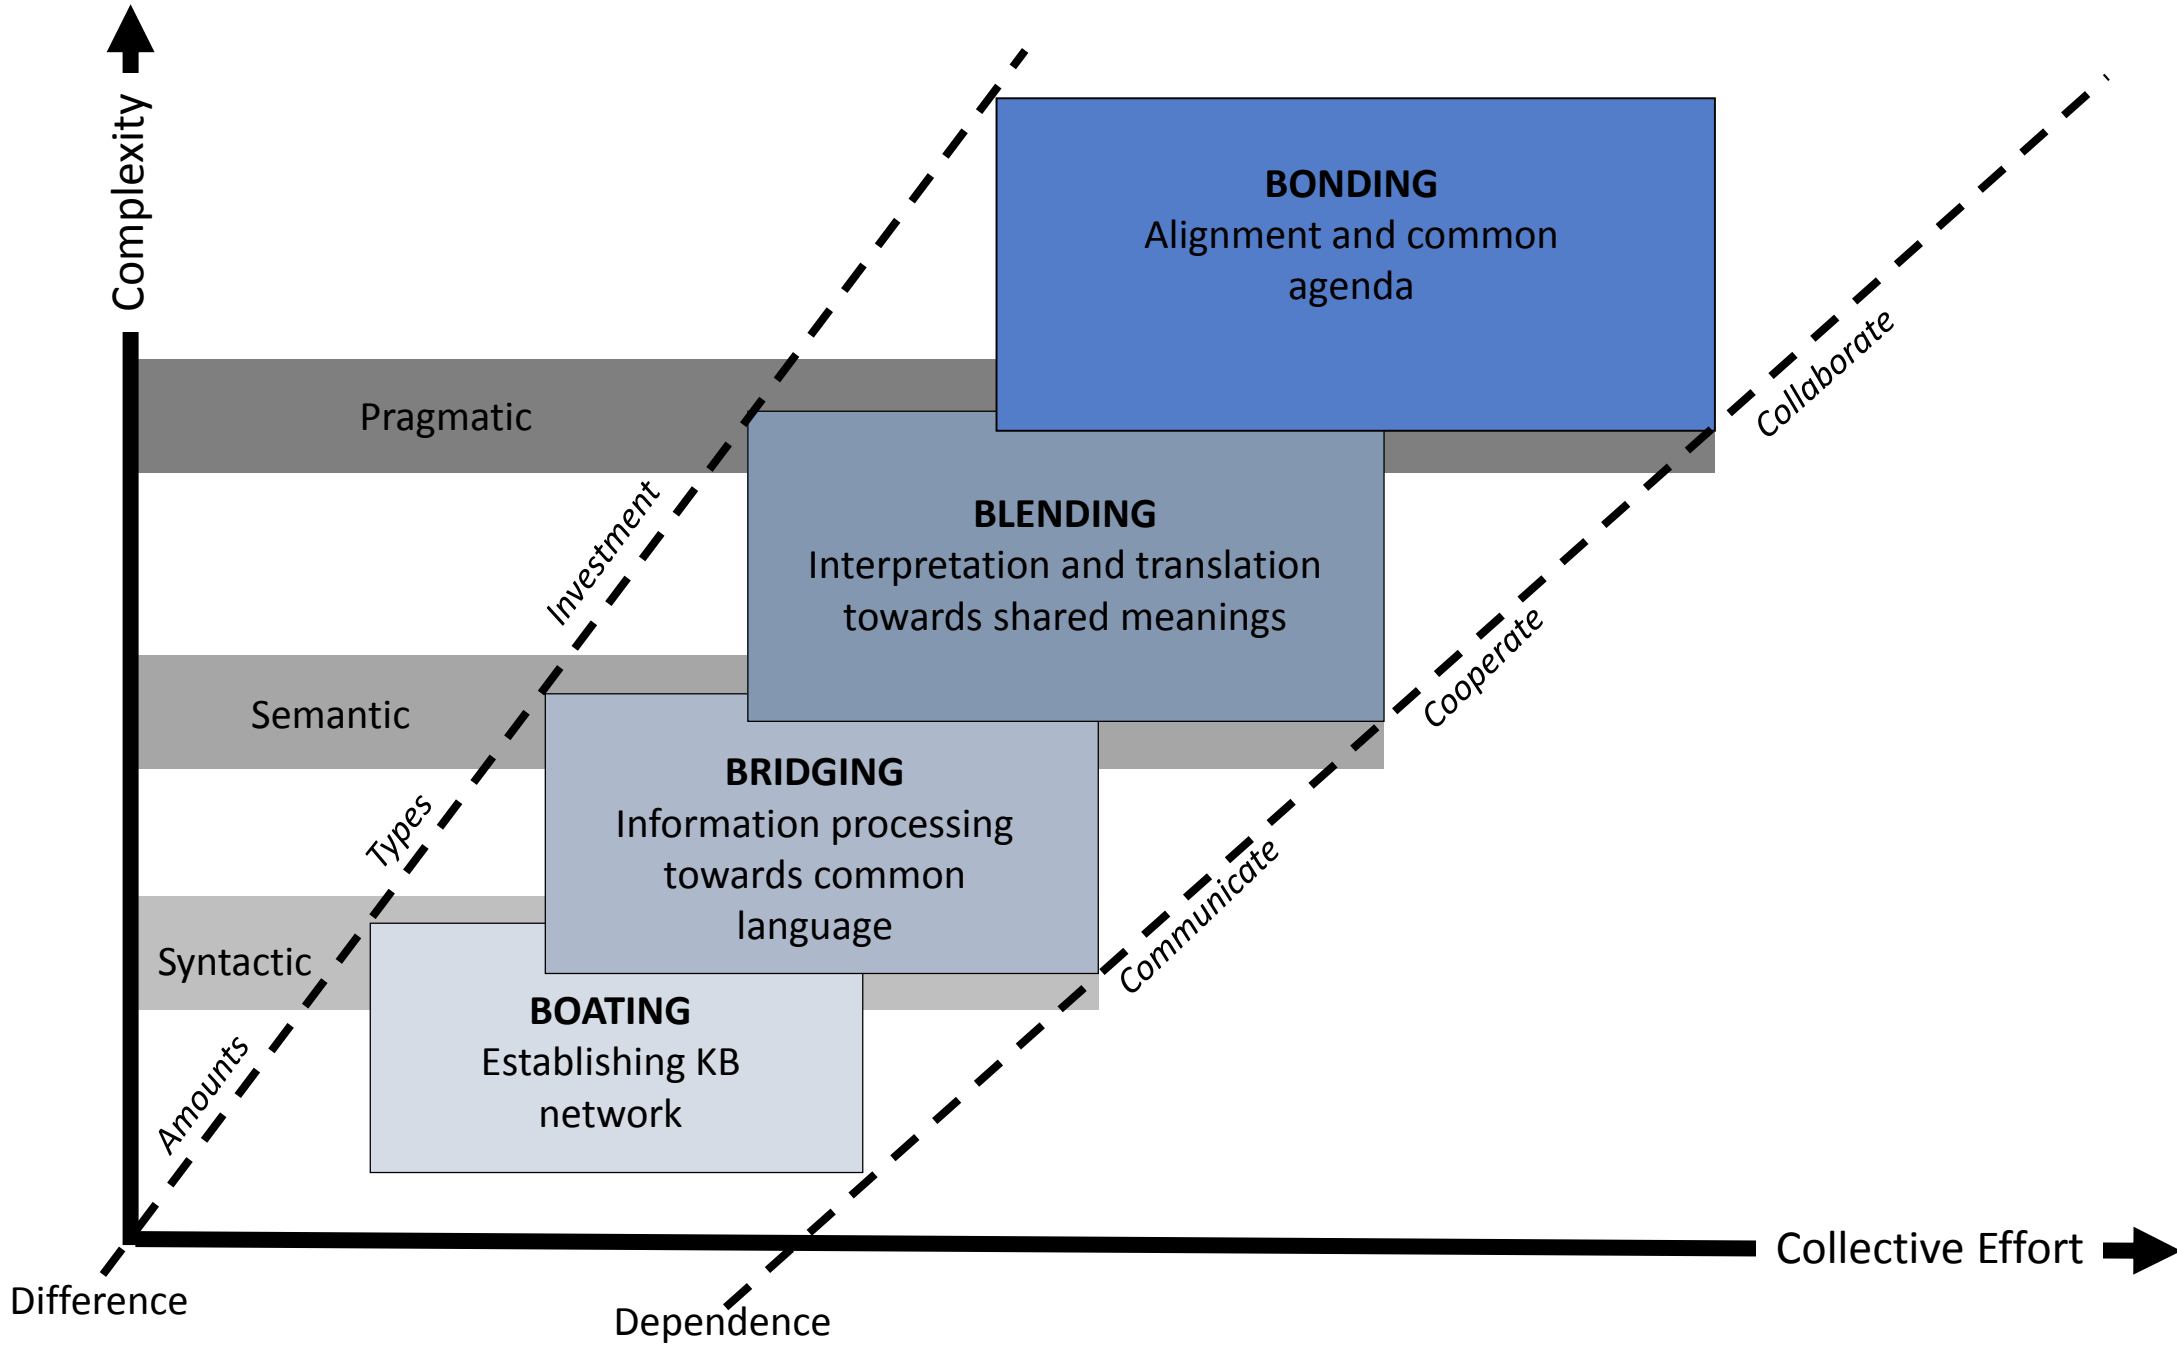 Complexity
BONDING
Alignment and common
agenda
Collaborate
Pragmatic
Investment
BLENDING
Interpretation and translation
towards shared meanings
Cooperate
Semantic
Types
BRIDGING
Information processing
towards common
language
Communicate
Syntactic
Amounts
BOATING
Establishing KB
network
Collective Effort
Difference
Dependence